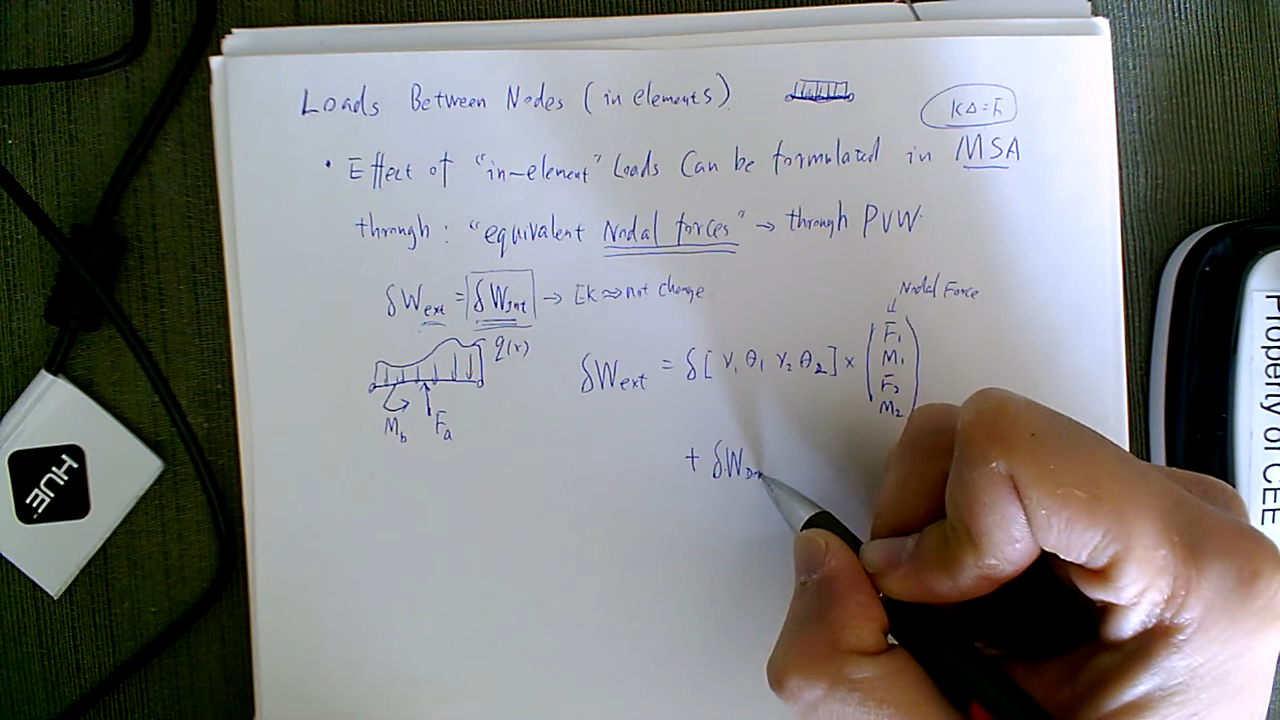 Loads Between Nodes (in elements)
KΔ = F
• Effect of "in-element" Loads Can be formulated in MSA
through: "equivalent Nodal forces" → through PVW.
δWext = δWInt → EK ⇒ not change
Nodal Force
q(x)
δWext = δ[ v1 θ1 v2 θ2 ] × ( F1 M1 F2 M2 )
Mb Fa
+ δW
HUE
Property of CEE